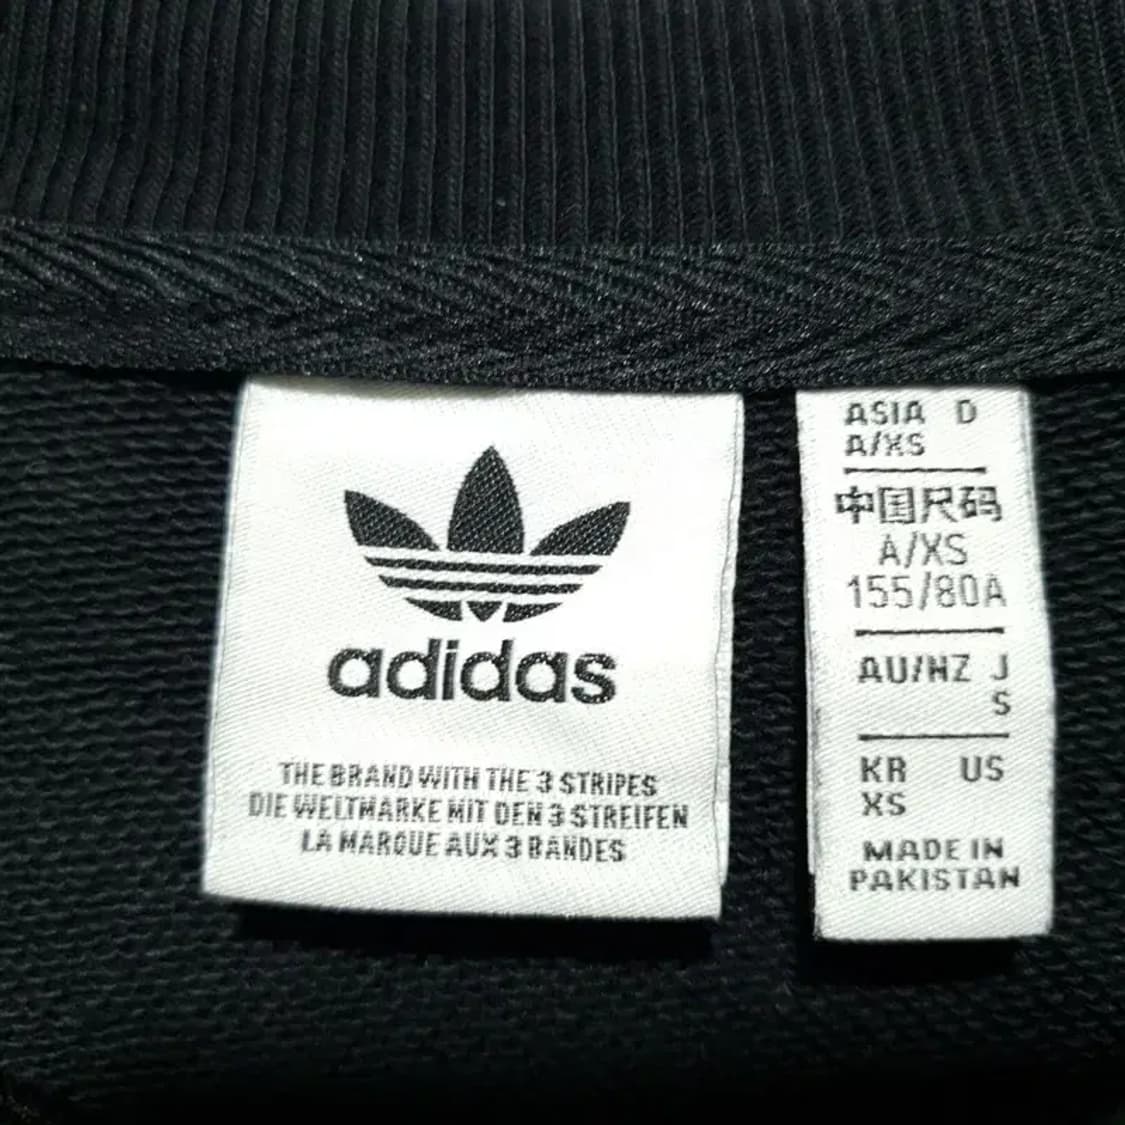 adidas
THE BRAND WITH THE 3 STRIPES
DIE WELTMARKE MIT DEN 3 STREIFEN
LA MARQUE AUX 3 BANDES
ASIA D
A/XS
中国尺码
A/XS
155/80A
AU/NZ J
S
KR US
XS
MADE IN
PAKISTAN